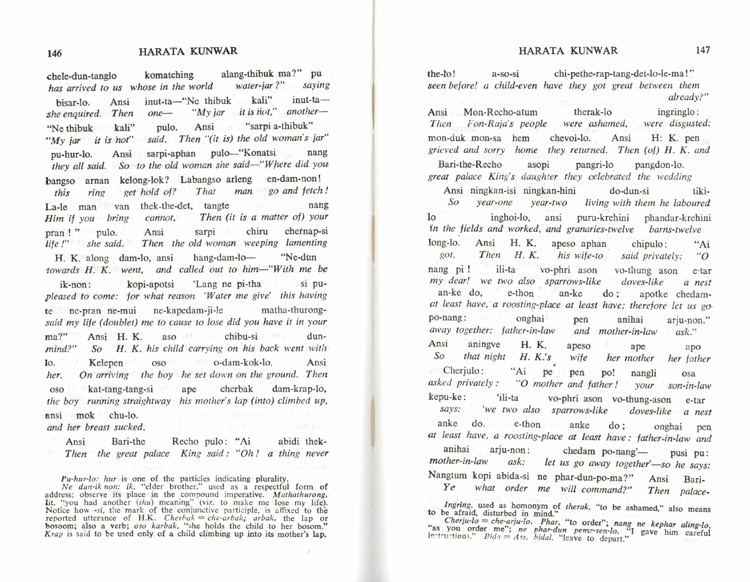 146 HARATA KUNWAR
chele-dun-tanglo komatching alang-thibuk ma?" pu
has arrived to us whose in the world water-jar?" saying
bisar-lo. Ansi inut-ta—"Ne thibuk kali" inut-ta—
she enquired. Then one— "My jar it is not," another—
"Ne thibuk kali" pulo. Ansi "sarpi a-thibuk"
"My jar it is not" said. Then "(it is) the old woman's jar"
pu-hur-lo. Ansi sarpi-aphan pulo—"Konatsi nang
they all said. So to the old woman she said—"Where did you
bangso arnan kelong-lok? Labangso arleng en-dam-non!
this ring get hold of? That man go and fetch!
La-le man van thek-the-det, tangte nang
Him if you bring cannot, Then (it is a matter of) your
pran!" pulo. Ansi sarpi chiru chernap-si
life!" she said. Then the old woman weeping lamenting
H. K. along dam-lo, ansi hang-dam-lo— "Ne-dun
towards H. K. went, and called out to him—"With me be
ik-non: kopi-apotsi 'Lang ne pi-tha si pu-
pleased to come: for what reason 'Water me give' this having
te ne-pran ne-mui ne-kapedam-ji-le matha-thurong-
said my life (doublet) me to cause to lose did you have it in your
ma?" Ansi H. K. aso chibu-si dun-
mind?" So H. K. his child carrying on his back went with
lo. Kelepen oso o-dam-kok-lo. Ansi
her. On arriving the boy he set down on the ground. Then
oso kat-tang-tang-si ape cherbak dam-krap-lo,
the boy running straightway his mother's lap (into) climbed up,
ansi mok chu-lo.
and her breast sucked.
Ansi Bari-the Recho pulo: "Ai abidi thek-
Then the great palace King said: "Oh! a thing never
Pu-hur-lo: hur is one of the particles indicating plurality.
Ne dun-ik non: ik, "elder brother," used as a respectful form of
address; observe its place in the compound imperative. Mathathurong,
lit. "you had another (thu) meaning" (viz. to make me lose my life).
Notice how -si, the mark of the conjunctive participle, is affixed to the
reported utterance of H.K. Cherbak = che-arbak; arbak, the lap or
bosom; also a verb; oso karbak, "she holds the child to her bosom."
Krap is said to be used only of a child climbing up into its mother's lap.
HARATA KUNWAR 147
the-lo! a-so-si chi-pethe-rap-tang-det-lo-le-ma!"
seen before! a child-even have they got great between them
already?"
Ansi Mon-Recho-atum therak-lo ingringlo:
Then Fon-Raja's people were ashamed, were disgusted:
mon-duk mon-sa hem chevoi-lo. Ansi H. K. pen
grieved and sorry home they returned. Then (of) H. K. and
Bari-the-Recho asopi pangri-lo pangdon-lo.
great palace King's daughter they celebrated the wedding
Ansi ningkan-isi ningkan-hini do-dun-si tiki-
So year-one year-two living with them he laboured
lo inghoi-lo, ansi puru-krehini phandar-krehini
in the fields and worked, and granaries-twelve barns-twelve
long-lo. Ansi H. K. apeso aphan chipulo: "Ai
got. Then H. K. his wife-to said privately: "O
nang pi! ili-ta vo-phri ason vo-thung ason e-tar
my dear! we two also sparrows-like doves-like a nest
an-ke do, e-thon an-ke do; apotke chedam-
at least have, a roosting-place at least have; therefore let us go
po-nang: onghai pen anihai arju-non."
away together: father-in-law and mother-in-law ask."
Ansi aningve H. K. apeso ape apo
So that night H. K.'s wife her mother her father
Cherjulo: "Ai pe pen po! nangli osa
asked privately: "O mother and father! your son-in-law
kepu-ke: 'ili-ta vo-phri ason vo-thung-ason e-tar
says: 'we two also sparrows-like doves-like a nest
anke do. e-thon anke do; onghai pen
at least have, a roosting-place at least have: father-in-law and
anihai arju-non: chedam po-nang'— pusi pu:
mother-in-law ask: let us go away together'—so he says:
Nangtum kopi abida-si ne phar-dun-po-ma?" Ansi Bari-
Ye what order me will command?" Then palace-
Ingring, used as homonym of therak, "to be ashamed," also means
to be afraid, disturbed in mind."
Cherju-lo = che-arju-lo. Phar, "to order"; nang ne kephar aling-lo,
"as you order me"; ne phar-dun peme-sen-lo, "I gave him careful
instructions." Bida = Ass. bidai, "leave to depart."